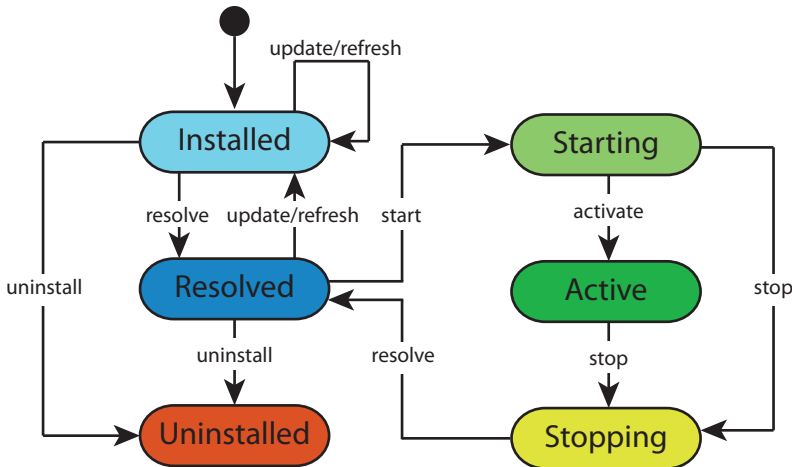 update/refresh
Installed
Starting
resolve
update/refresh
start
activate
uninstall
Resolved
Active
stop
uninstall
resolve
stop
Uninstalled
Stopping